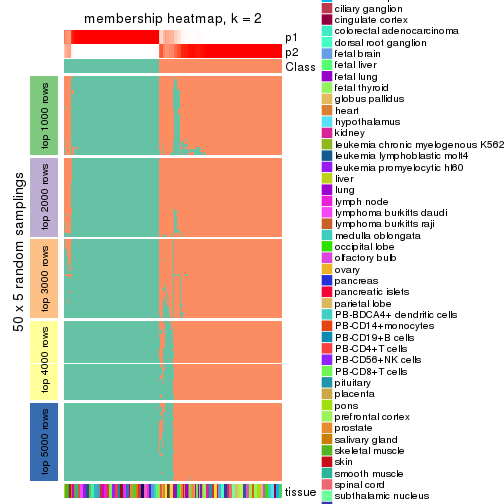 membership heatmap, k = 2
p1
p2
Class
50 x 5 random samplings
top 1000 rows
top 2000 rows
top 3000 rows
top 4000 rows
top 5000 rows
tissue
ciliary ganglion
cingulate cortex
colorectal adenocarcinoma
dorsal root ganglion
fetal brain
fetal liver
fetal lung
fetal thyroid
globus pallidus
heart
hypothalamus
kidney
leukemia chronic myelogenous K562
leukemia lymphoblastic molt4
leukemia promyelocytic hl60
liver
lung
lymph node
lymphoma burkitts daudi
lymphoma burkitts raji
medulla oblongata
occipital lobe
olfactory bulb
ovary
pancreas
pancreatic islets
parietal lobe
PB-BDCA4+ dendritic cells
PB-CD14+monocytes
PB-CD19+B cells
PB-CD4+T cells
PB-CD56+NK cells
PB-CD8+T cells
pituitary
placenta
pons
prefrontal cortex
prostate
salivary gland
skeletal muscle
skin
smooth muscle
spinal cord
subthalamic nucleus